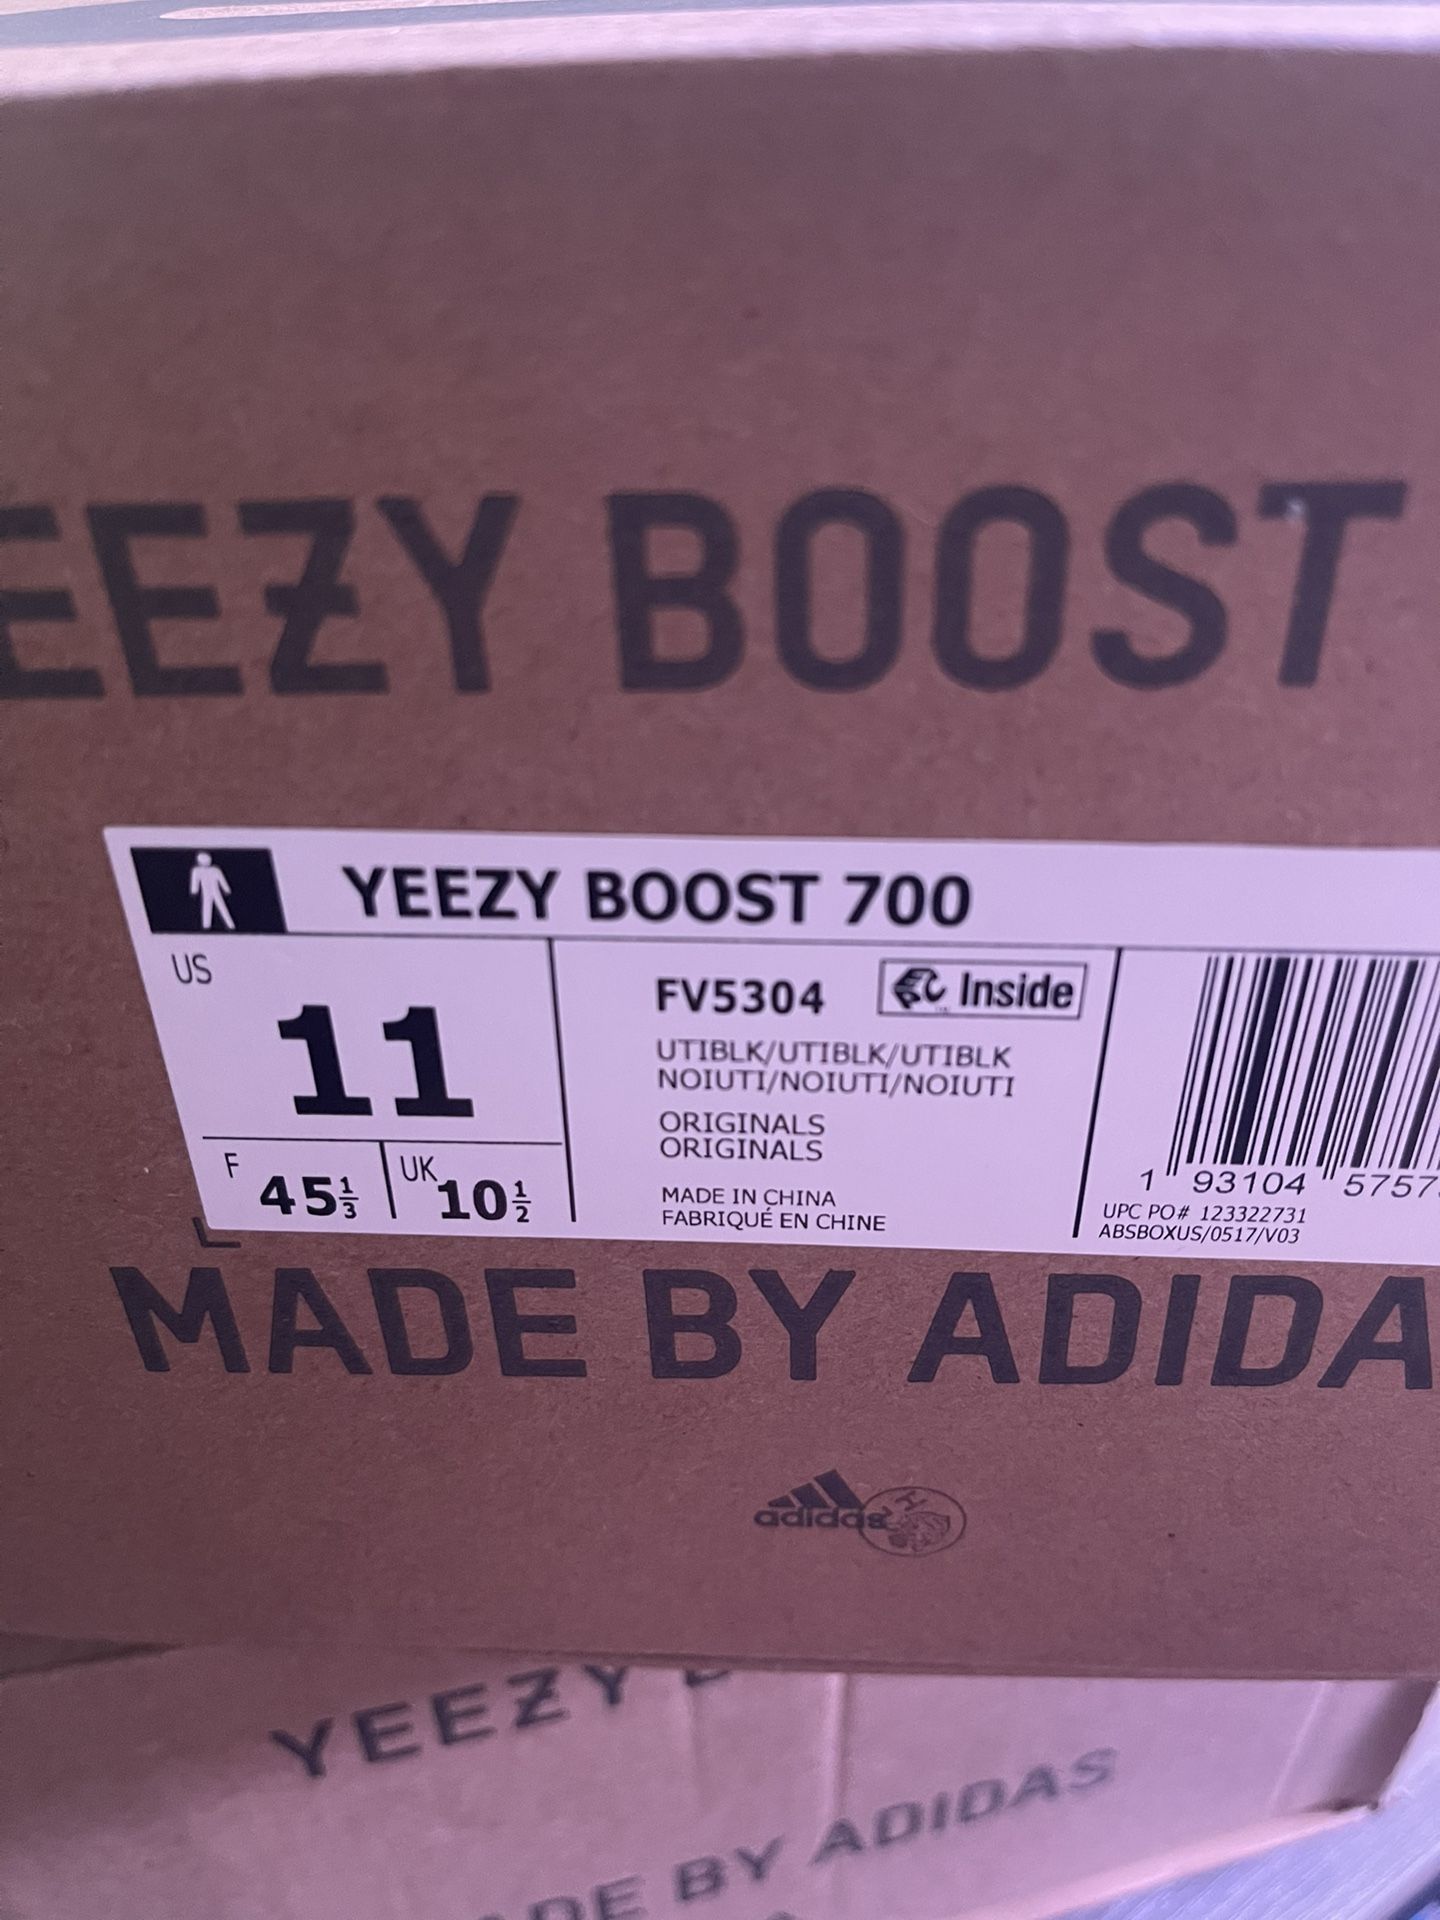 EEZY BOOST
YEEZY BOOST 700
US
11
F 45⅓
UK 10½
FV5304
Inside
UTIBLK/UTIBLK/UTIBLK
NOIUTI/NOIUTI/NOIUTI
ORIGINALS
ORIGINALS
MADE IN CHINA
FABRIQUÉ EN CHINE
1 93104 5757
UPC PO# 123322731
ABSBOXUS/0517/V03
MADE BY ADIDA
adidas
YEEZY
DE BY ADIDAS